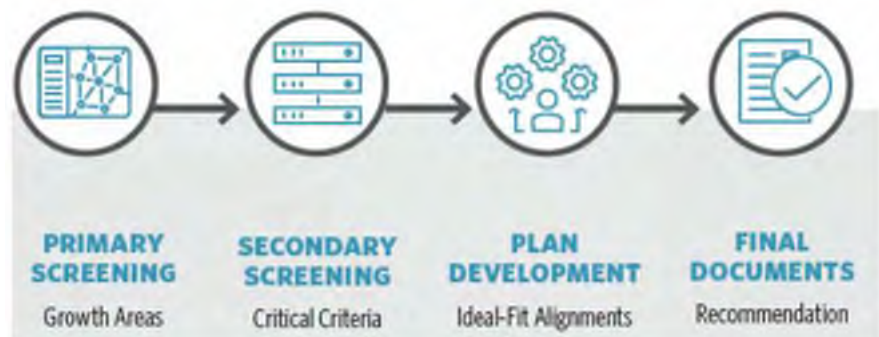 PRIMARY
SCREENING
Growth Areas
SECONDARY
SCREENING
Critical Criteria
PLAN
DEVELOPMENT
Ideal-Fit Alignments
FINAL
DOCUMENTS
Recommendation